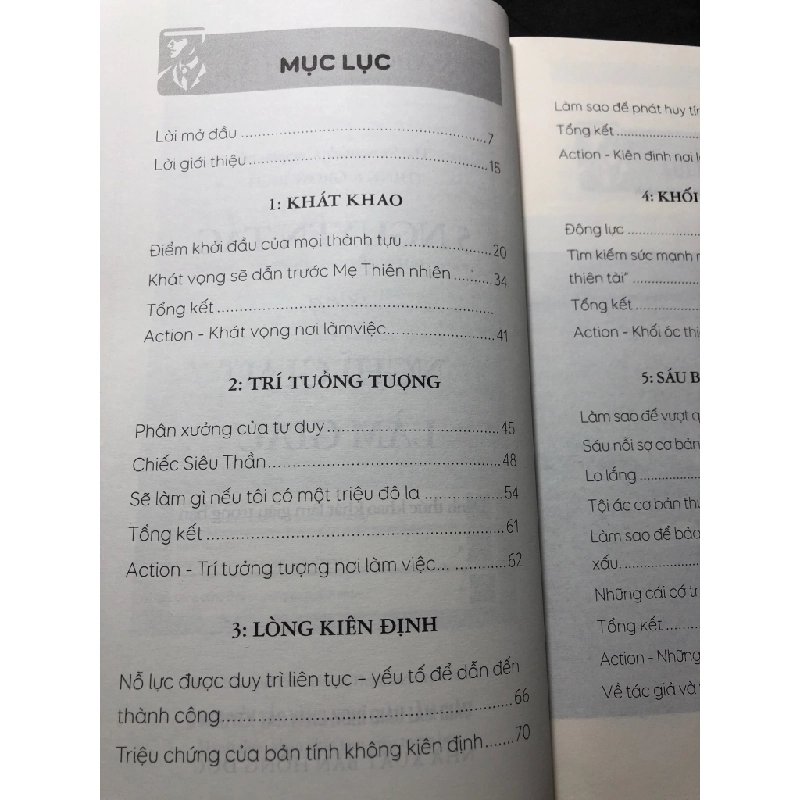 MỤC LỤC
Lời mở đầu ........ 7
Lời giới thiệu ........ 15
1: KHÁT KHAO
Điểm khởi đầu của mọi thành tựu ........ 20
Khát vọng sẽ dẫn trước Mẹ Thiên nhiên ........ 34
Tổng kết ........
Action - Khát vọng nơi làmviệc ........ 41
2: TRÍ TƯỞNG TƯỢNG
Phân xưởng của tư duy ........ 45
Chiếc Siêu Thần ........ 48
Sẽ làm gì nếu tôi có một triệu đô la ........ 54
Tổng kết ........ 61
Action - Trí tưởng tượng nơi làm việc... ........ 62
3: LÒNG KIÊN ĐỊNH
Nỗ lực được duy trì liên tục – yếu tố để dẫn đến
thành công ........ 66
Triệu chứng của bản tính không kiên định ........ 70
Làm sao để phát huy
Tổng kết ........
Action - Kiên định nơi
4: KHỐI
Động lực ........
Tìm kiếm sức mạnh
thiên tài" ........
Tổng kết ........
Action - Khối óc
5: SÁU
Làm sao để vượt
Sáu nỗi sợ cơ bản
Lo lắng ........
Tội ác cơ bản
Làm sao để
xấu ........
Những cái cớ
Tổng kết ........
Action - Những
Về tác giả và